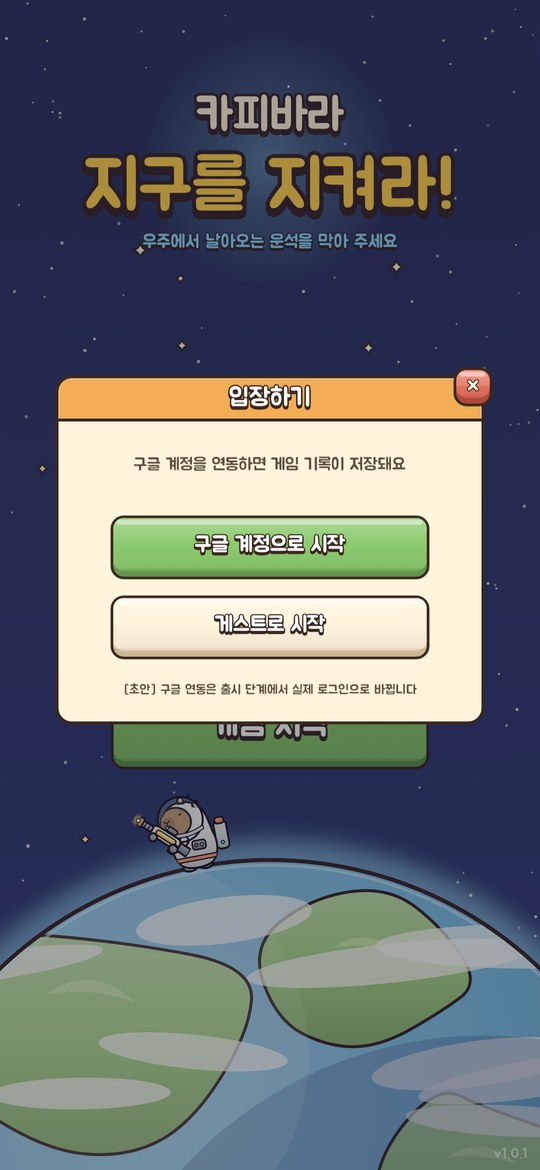 카피바라
지구를 지켜라!
우주에서 날아오는 운석을 막아 주세요
입장하기
구글 계정을 연동하면 게임 기록이 저장돼요
구글 계정으로 시작
게스트로 시작
[초안] 구글 연동은 출시 단계에서 실제 로그인으로 바뀝니다
게임 시작
v1.0.1